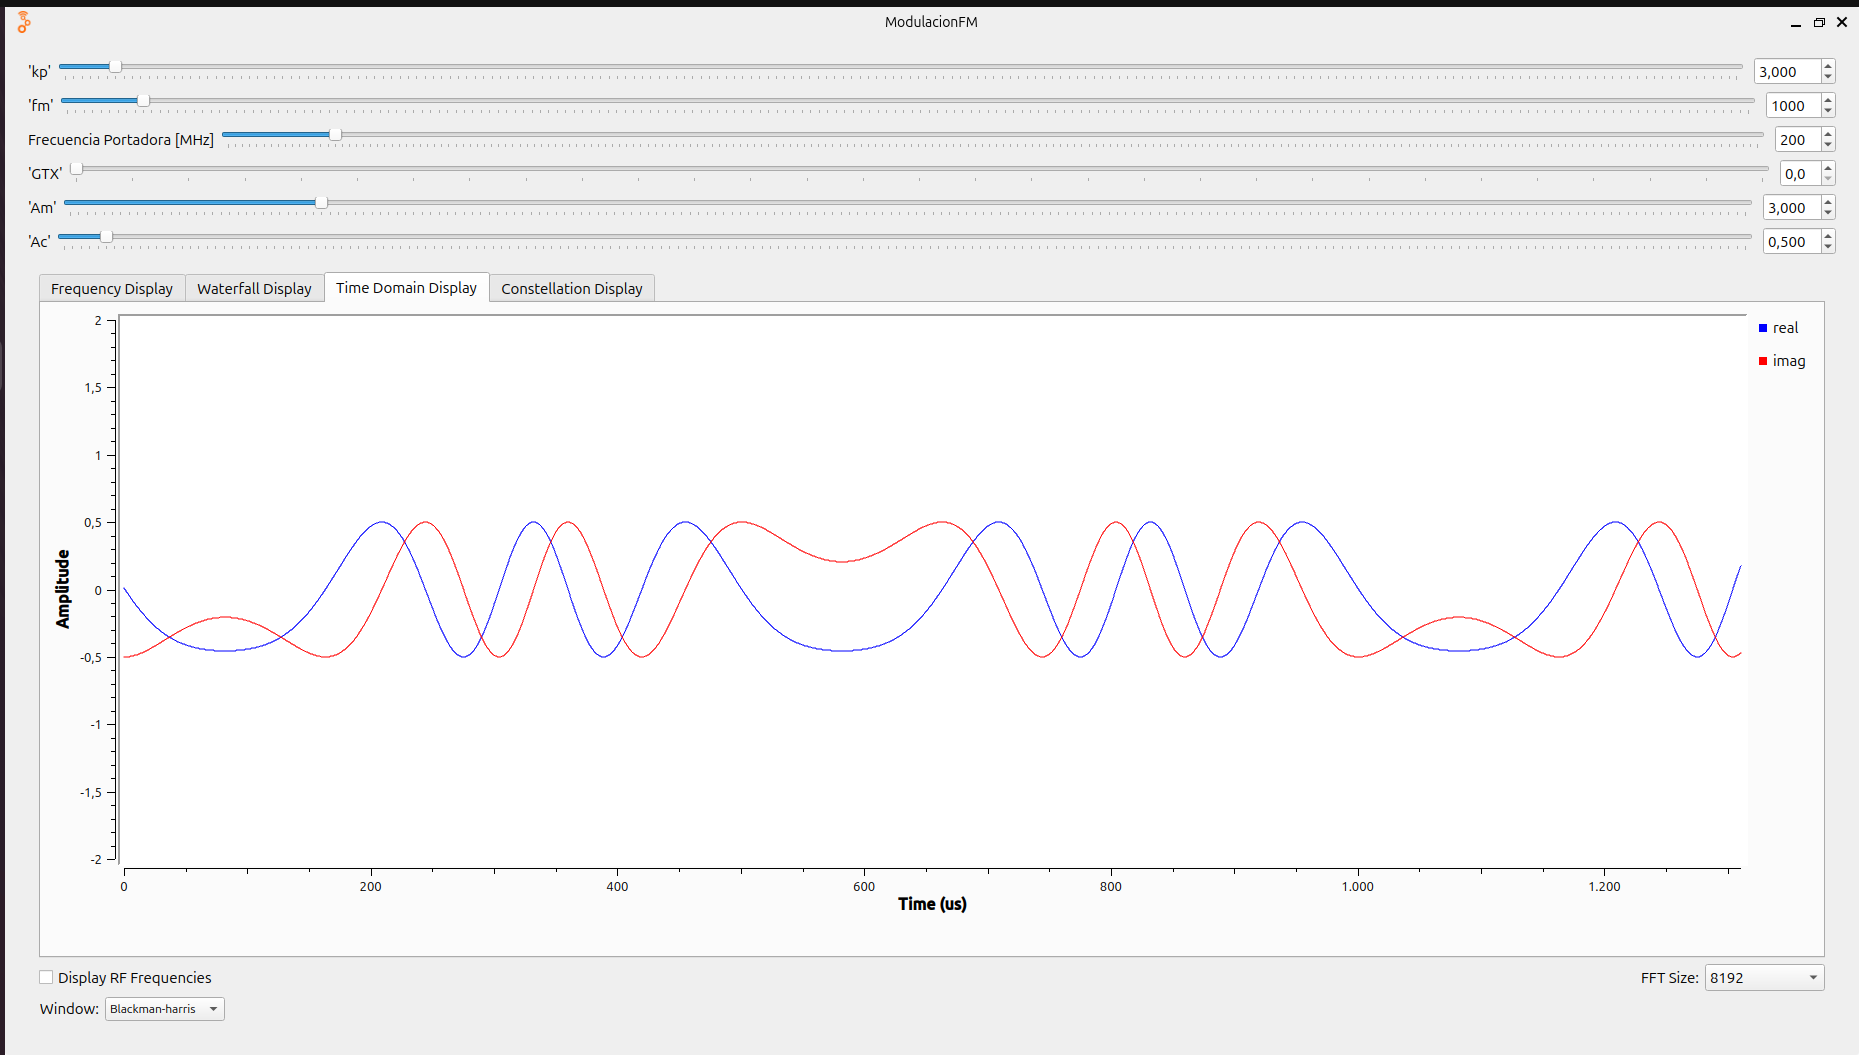 ModulacionFM
'kp' 3,000
'fm' 1000
Frecuencia Portadora [MHz] 200
'GTX' 0,0
'Am' 3,000
'Ac' 0,500
Frequency Display Waterfall Display Time Domain Display Constellation Display
2
1,5
1
0,5
0
-0,5
-1
-1,5
-2
Amplitude
real
imag
0 200 400 600 800 1.000 1.200
Time (us)
Display RF Frequencies FFT Size: 8192
Window: Blackman-harris